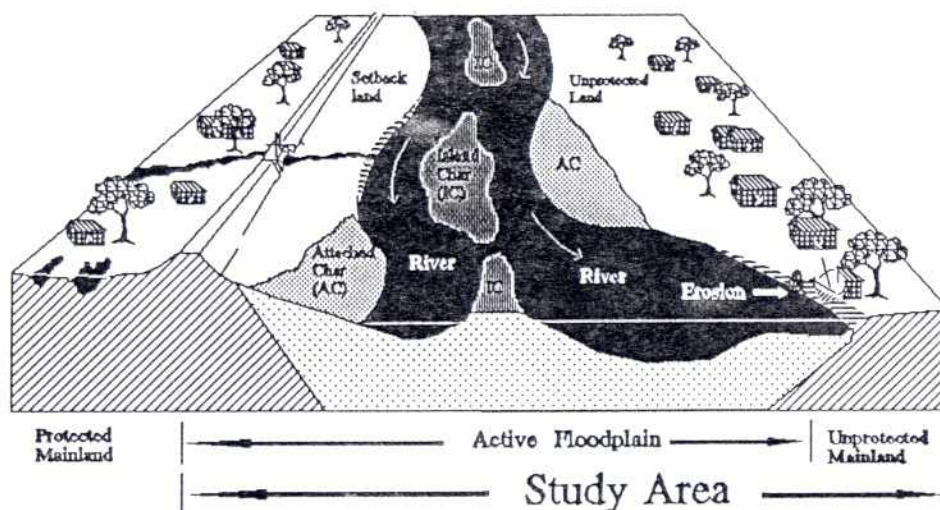 IC
Setback
land
Unprotected
Land
Island
Char
(IC)
AC
Attached
Char
(AC)
River
IC
River
Erosion
Protected
Mainland
Active Floodplain
Unprotected
Mainland
Study Area